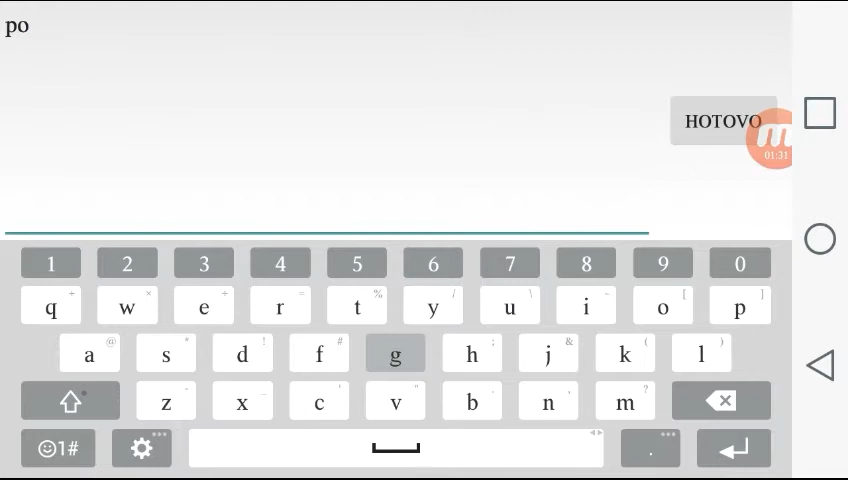 po
HOTOVO
m
01:31
1 2 3 4 5 6 7 8 9 0
q + w × e ÷ r = t % y / u \ i - o [ p ]
a @ s * d ! f # g h ; j & k ( l )
z - x _ c ' v " b . n , m ?
☺1# . ◂▸